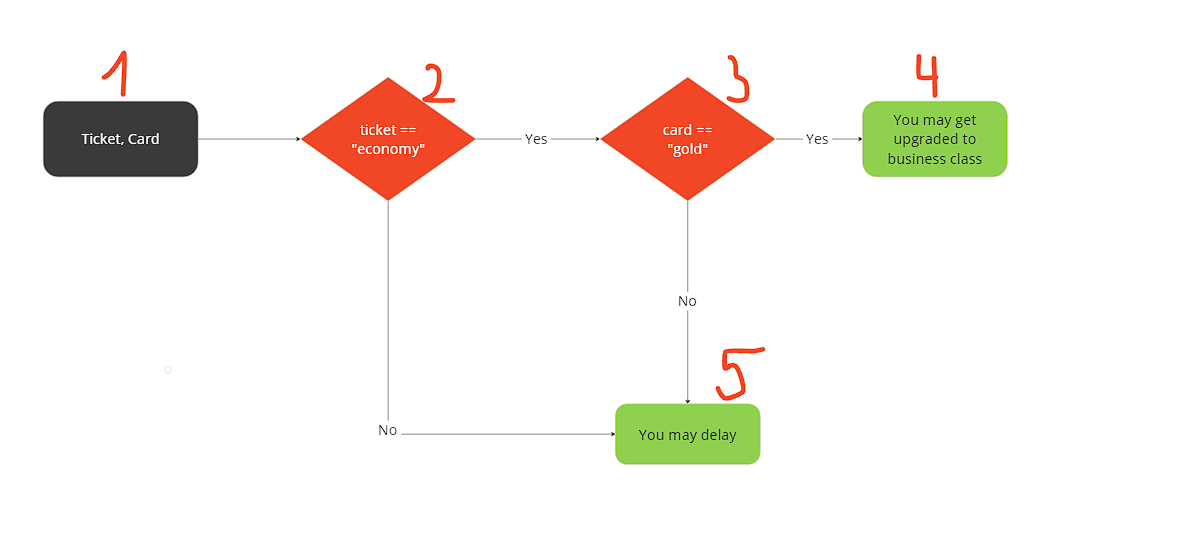 1
2
3
4
Ticket, Card
ticket ==
"economy"
Yes
card ==
"gold"
Yes
You may get
upgraded to
business class
No
5
No
You may delay